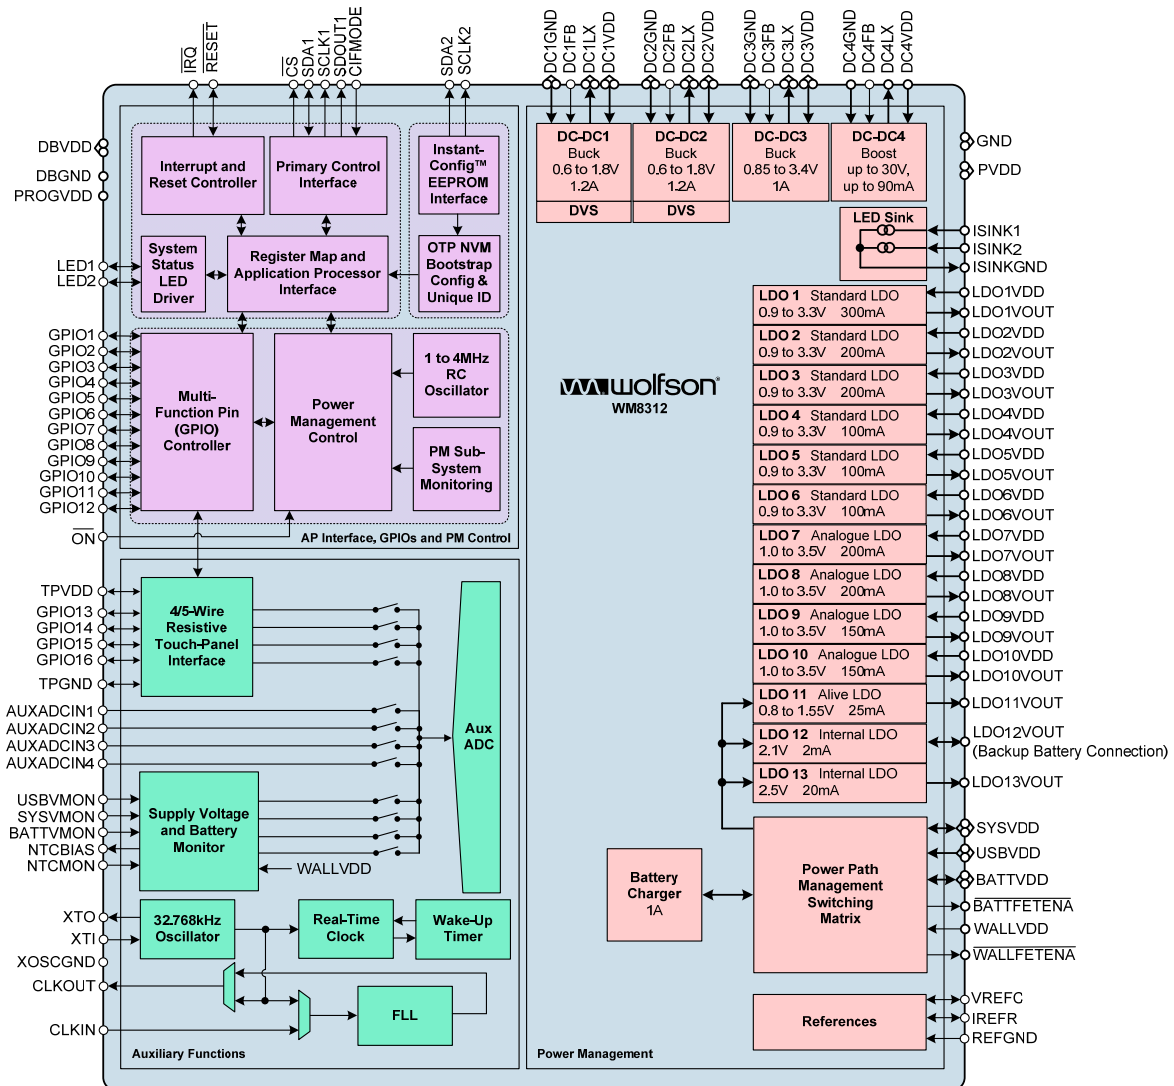 IRQ
RESET
CS
SDA1
SCLK1
SDOUT1
CIFMODE
SDA2
SCLK2
DC1GND
DC1FB
DC1LX
DC1VDD
DC2GND
DC2FB
DC2LX
DC2VDD
DC3GND
DC3FB
DC3LX
DC3VDD
DC4GND
DC4FB
DC4LX
DC4VDD
DBVDD
DBGND
PROGVDD
LED1
LED2
GPIO1
GPIO2
GPIO3
GPIO4
GPIO5
GPIO6
GPIO7
GPIO8
GPIO9
GPIO10
GPIO11
GPIO12
ON
Interrupt and
Reset Controller
Primary Control
Interface
Instant-
Config™
EEPROM
Interface
System
Status
LED
Driver
Register Map and
Application Processor
Interface
OTP NVM
Bootstrap
Config &
Unique ID
Multi-
Function Pin
(GPIO)
Controller
Power
Management
Control
1 to 4MHz
RC
Oscillator
PM Sub-
System
Monitoring
AP Interface, GPIOs and PM Control
TPVDD
GPIO13
GPIO14
GPIO15
GPIO16
TPGND
AUXADCIN1
AUXADCIN2
AUXADCIN3
AUXADCIN4
USBVMON
SYSVMON
BATTVMON
NTCBIAS
NTCMON
XTO
XTI
XOSCGND
CLKOUT
CLKIN
4/5-Wire
Resistive
Touch-Panel
Interface
Aux
ADC
Supply Voltage
and Battery
Monitor
WALLVDD
32.768kHz
Oscillator
Real-Time
Clock
Wake-Up
Timer
FLL
Auxiliary Functions
DC-DC1
Buck
0.6 to 1.8V
1.2A
DVS
DC-DC2
Buck
0.6 to 1.8V
1.2A
DVS
DC-DC3
Buck
0.85 to 3.4V
1A
DC-DC4
Boost
up to 30V,
up to 90mA
LED Sink
wolfson
WM8312
LDO 1 Standard LDO
0.9 to 3.3V 300mA
LDO 2 Standard LDO
0.9 to 3.3V 200mA
LDO 3 Standard LDO
0.9 to 3.3V 200mA
LDO 4 Standard LDO
0.9 to 3.3V 100mA
LDO 5 Standard LDO
0.9 to 3.3V 100mA
LDO 6 Standard LDO
0.9 to 3.3V 100mA
LDO 7 Analogue LDO
1.0 to 3.5V 200mA
LDO 8 Analogue LDO
1.0 to 3.5V 200mA
LDO 9 Analogue LDO
1.0 to 3.5V 150mA
LDO 10 Analogue LDO
1.0 to 3.5V 150mA
LDO 11 Alive LDO
0.8 to 1.55V 25mA
LDO 12 Internal LDO
2.1V 2mA
LDO 13 Internal LDO
2.5V 20mA
Battery
Charger
1A
Power Path
Management
Switching
Matrix
References
Power Management
GND
PVDD
ISINK1
ISINK2
ISINKGND
LDO1VDD
LDO1VOUT
LDO2VDD
LDO2VOUT
LDO3VDD
LDO3VOUT
LDO4VDD
LDO4VOUT
LDO5VDD
LDO5VOUT
LDO6VDD
LDO6VOUT
LDO7VDD
LDO7VOUT
LDO8VDD
LDO8VOUT
LDO9VDD
LDO9VOUT
LDO10VDD
LDO10VOUT
LDO11VOUT
LDO12VOUT
(Backup Battery Connection)
LDO13VOUT
SYSVDD
USBVDD
BATTVDD
BATTFETENA
WALLVDD
WALLFETENA
VREFC
IREFR
REFGND